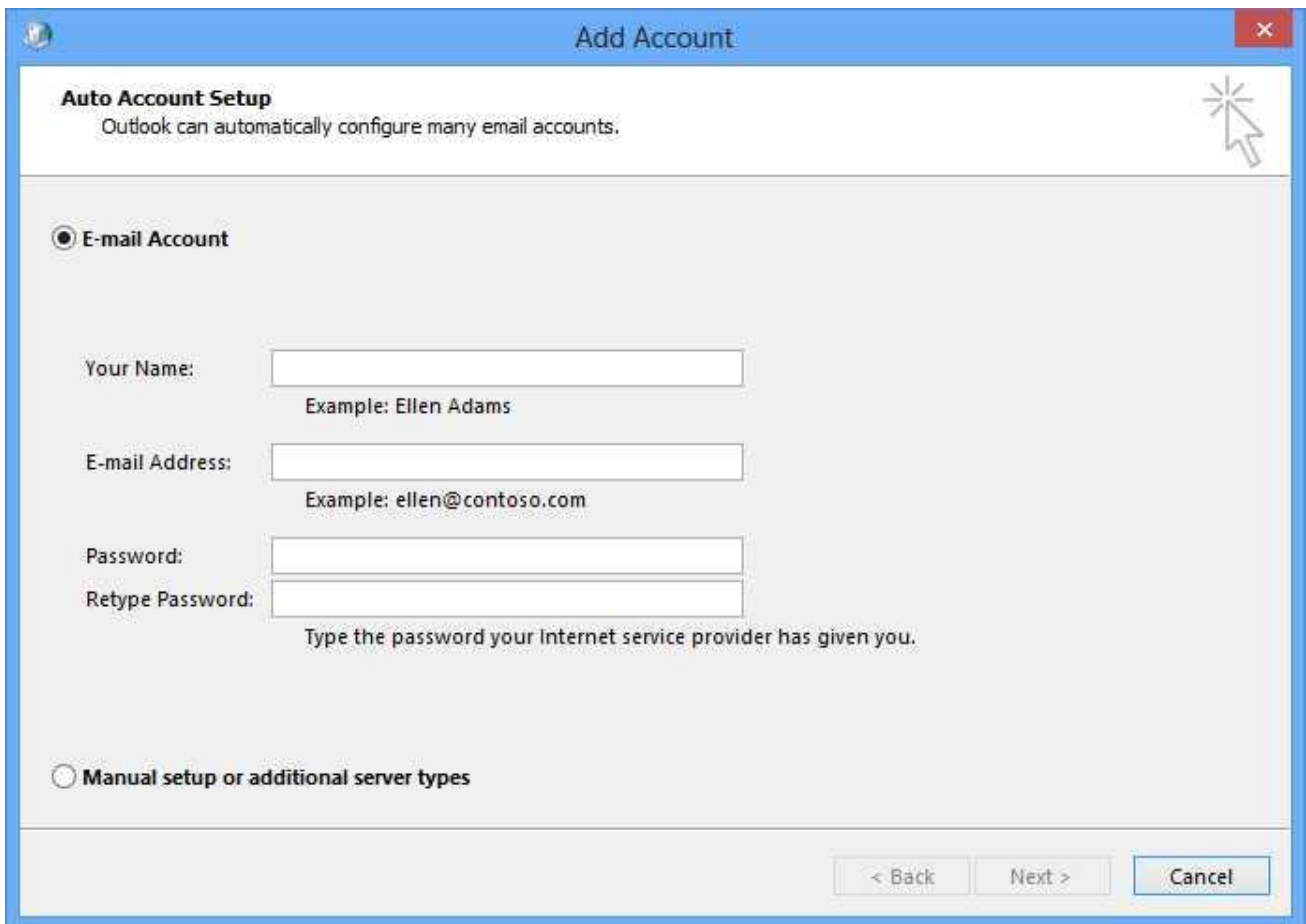 Add Account
Auto Account Setup
Outlook can automatically configure many email accounts.
E-mail Account
Your Name:
Example: Ellen Adams
E-mail Address:
Example: ellen@contoso.com
Password:
Retype Password:
Type the password your Internet service provider has given you.
Manual setup or additional server types
< Back Next > Cancel